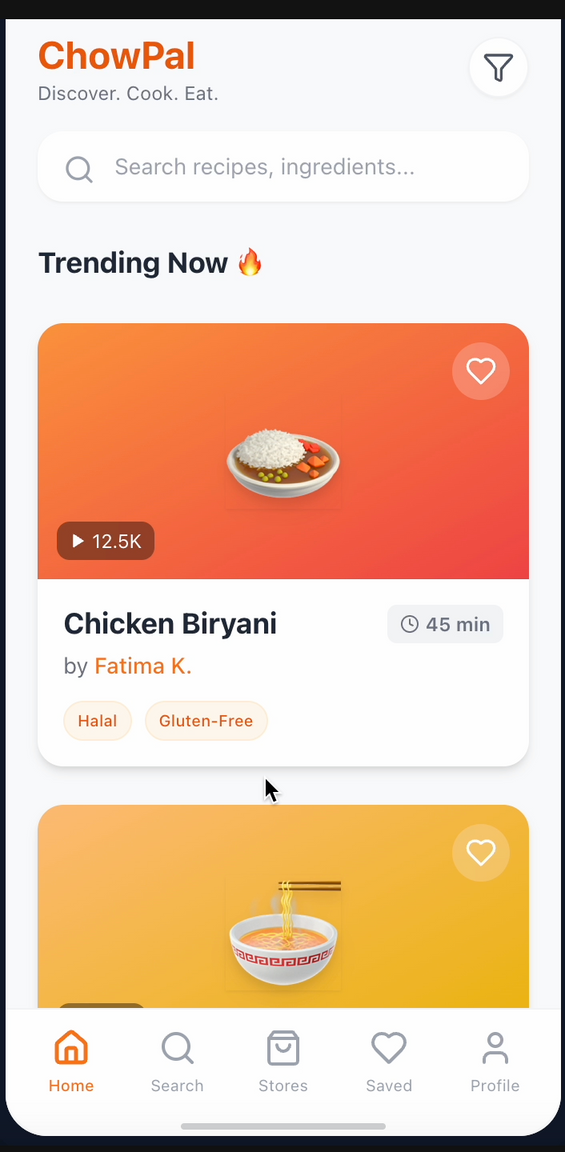 ChowPal
Discover. Cook. Eat.
Search recipes, ingredients...
Trending Now 🔥
12.5K
Chicken Biryani
45 min
by Fatima K.
Halal
Gluten-Free
Home
Search
Stores
Saved
Profile